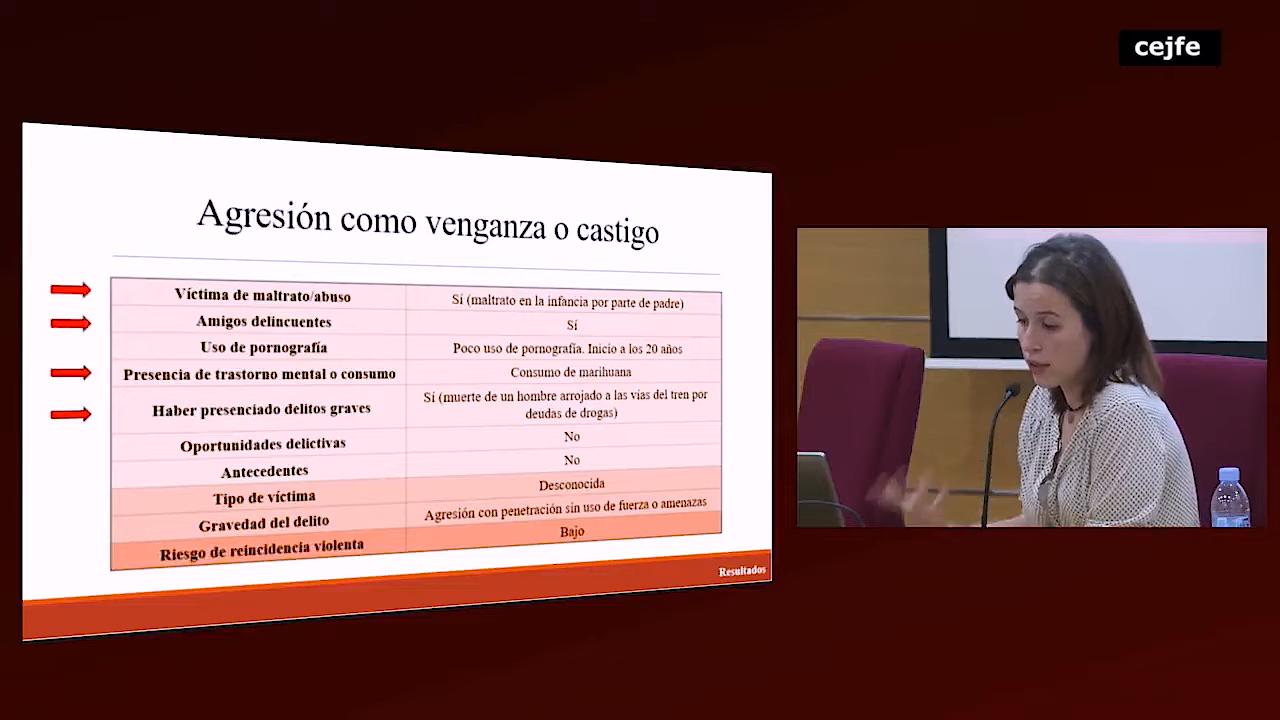 cejfe
Agresión como venganza o castigo
Víctima de maltrato/abuso
Sí (maltrato en la infancia por parte de padre)
Amigos delincuentes
Sí
Uso de pornografía
Poco uso de pornografía. Inicio a los 20 años
Presencia de trastorno mental o consumo
Consumo de marihuana
Haber presenciado delitos graves
Sí (muerte de un hombre arrojado a las vías del tren por
deudas de drogas)
Oportunidades delictivas
No
Antecedentes
No
Tipo de víctima
Desconocida
Gravedad del delito
Agresión con penetración sin uso de fuerza o amenazas
Riesgo de reincidencia violenta
Bajo
Resultados